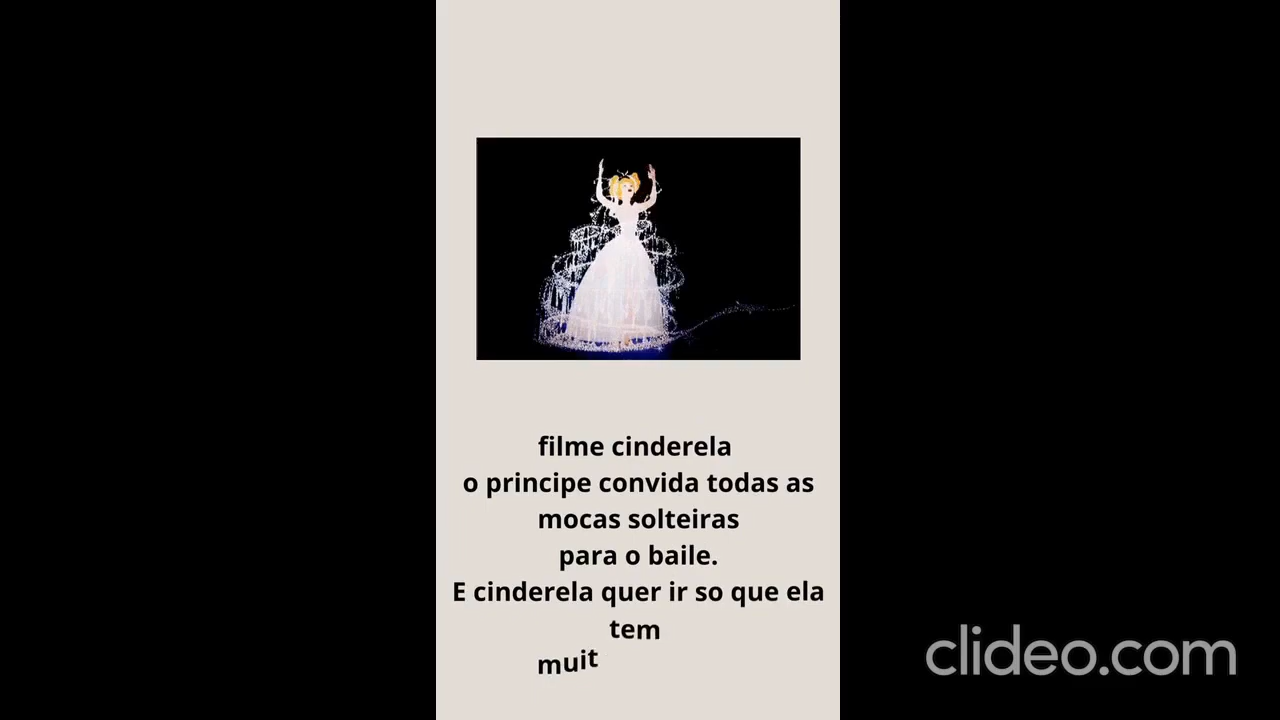 filme cinderela
o principe convida todas as
mocas solteiras
para o baile.
E cinderela quer ir so que ela
tem
muit
clideo.com